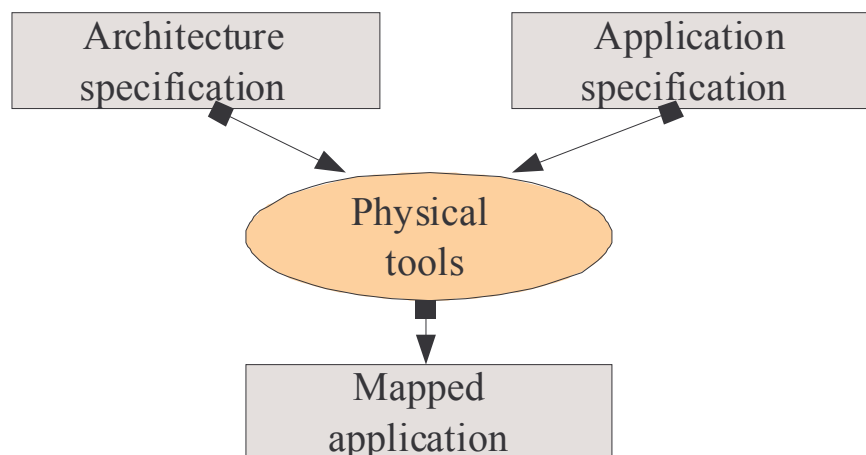 Architecture
specification
Application
specification
Physical
tools
Mapped
application